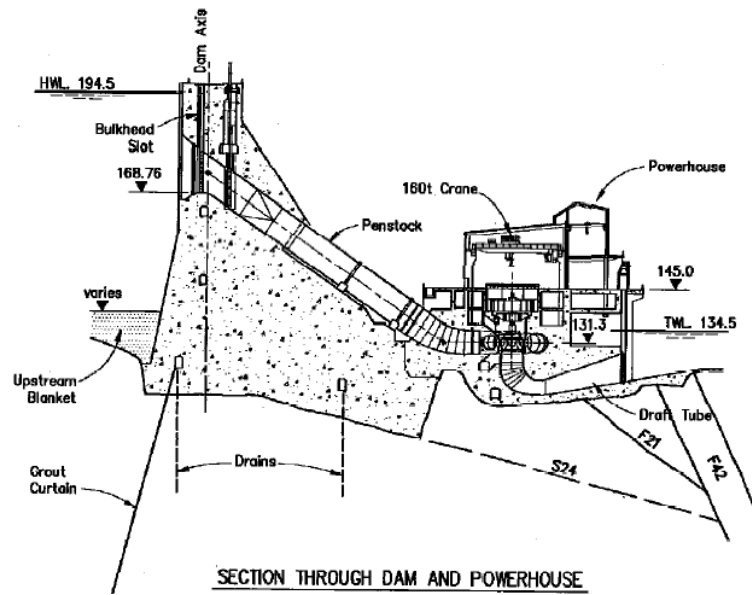 Dam Axis
HWL. 194.5
Bulkhead
Slot
168.76
Powerhouse
160t Crane
Penstock
145.0
varies
131.3
TWL. 134.5
Upstream
Blanket
Draft Tube
F21
F42
Drains
S24
Grout
Curtain
SECTION THROUGH DAM AND POWERHOUSE